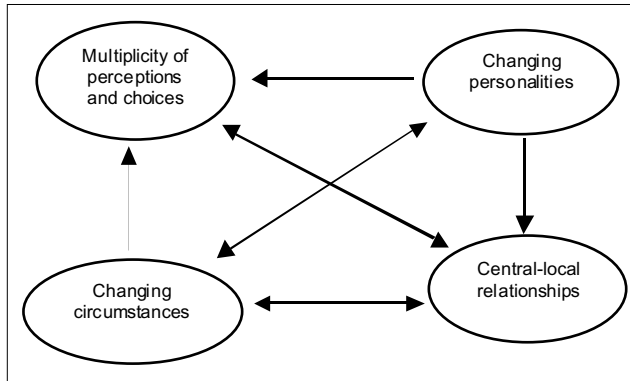 Multiplicity of
perceptions
and choices
Changing
personalities
Changing
circumstances
Central-local
relationships